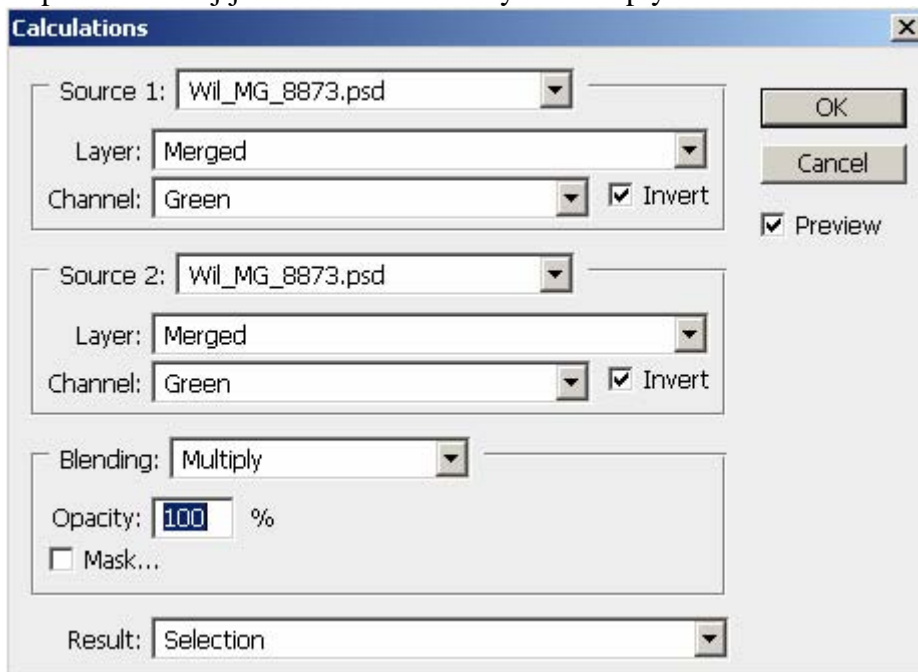 Calculations
Source 1: Wil_MG_8873.psd
OK
Layer: Merged
Cancel
Channel: Green Invert
Preview
Source 2: Wil_MG_8873.psd
Layer: Merged
Channel: Green Invert
Blending: Multiply
Opacity: 100 %
Mask...
Result: Selection